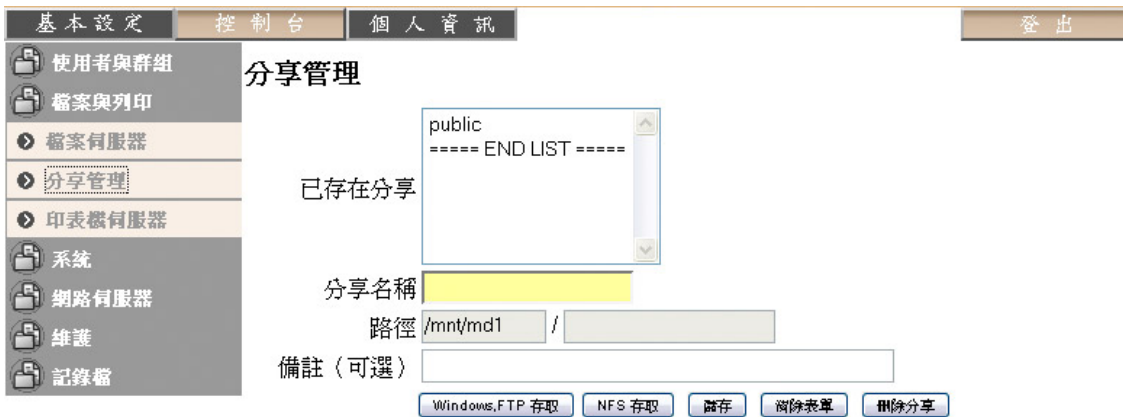 基本設定 控制台 個人資訊 登出
使用者與群組
檔案與列印
檔案伺服器
分享管理
印表機伺服器
系統
網路伺服器
維護
記錄檔
分享管理
已存在分享
public
===== END LIST =====
分享名稱
路徑 /mnt/md1 /
備註（可選）
Windows,FTP 存取 NFS 存取 儲存 清除表單 刪除分享